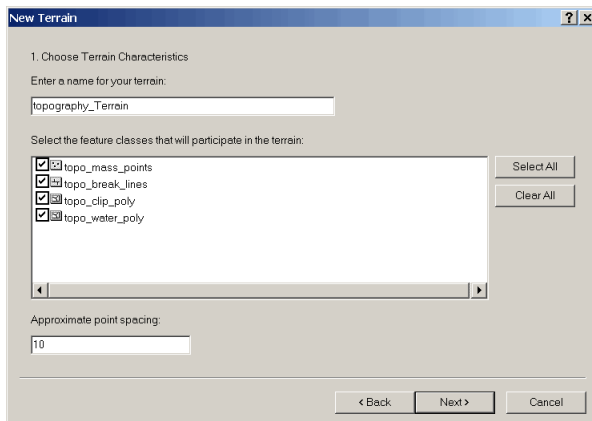 New Terrain
1. Choose Terrain Characteristics
Enter a name for your terrain:
topography_Terrain
Select the feature classes that will participate in the terrain:
topo_mass_points
topo_break_lines
topo_clip_poly
topo_water_poly
Select All
Clear All
Approximate point spacing:
10
< Back
Next >
Cancel